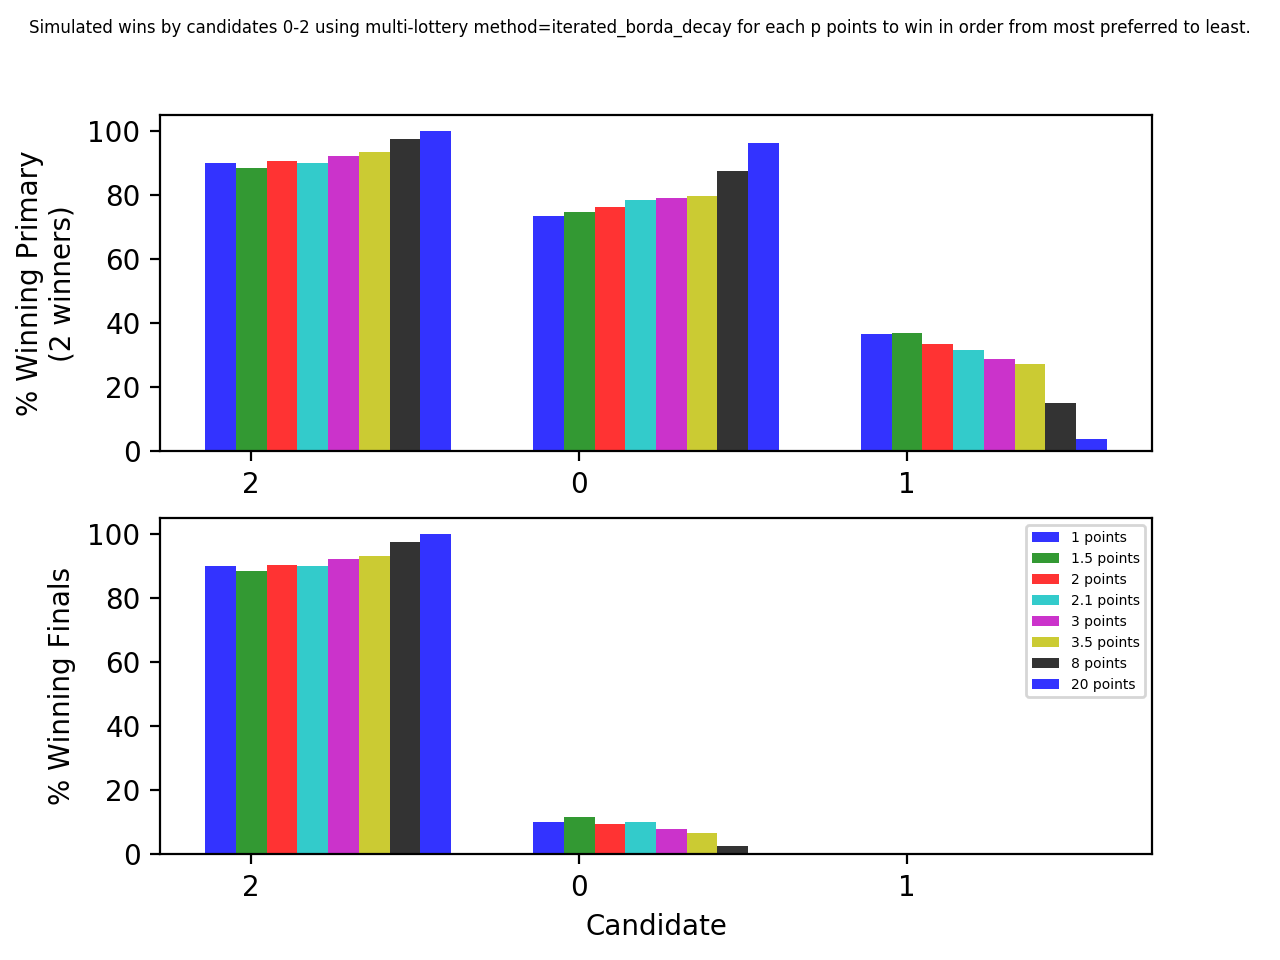 Simulated wins by candidates 0-2 using multi-lottery method=iterated_borda_decay for each p points to win in order from most preferred to least.
% Winning Primary
(2 winners)
100
80
60
40
20
0
2
0
1
% Winning Finals
100
80
60
40
20
0
1 points
1.5 points
2 points
2.1 points
3 points
3.5 points
8 points
20 points
2
0
1
Candidate